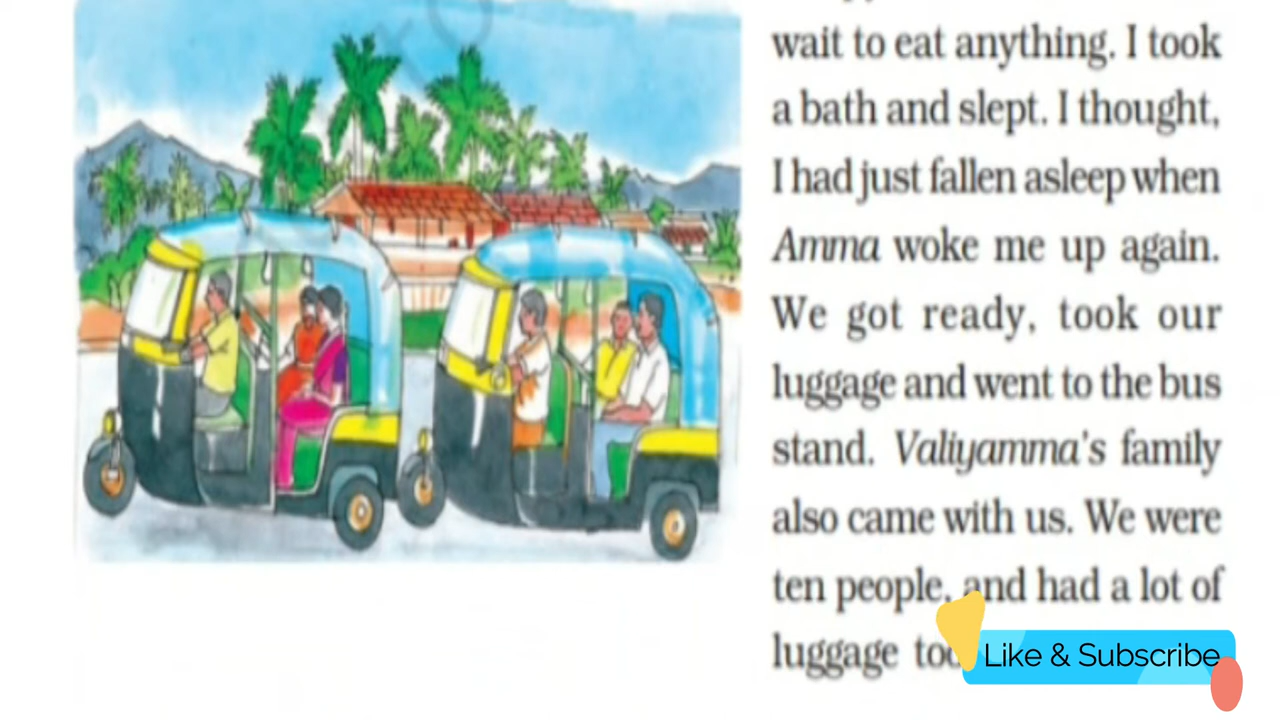 wait to eat anything. I took
a bath and slept. I thought,
I had just fallen asleep when
Amma woke me up again.
We got ready, took our
luggage and went to the bus
stand. Valiyamma's family
also came with us. We were
ten people, and had a lot of
luggage
Like & Subscribe